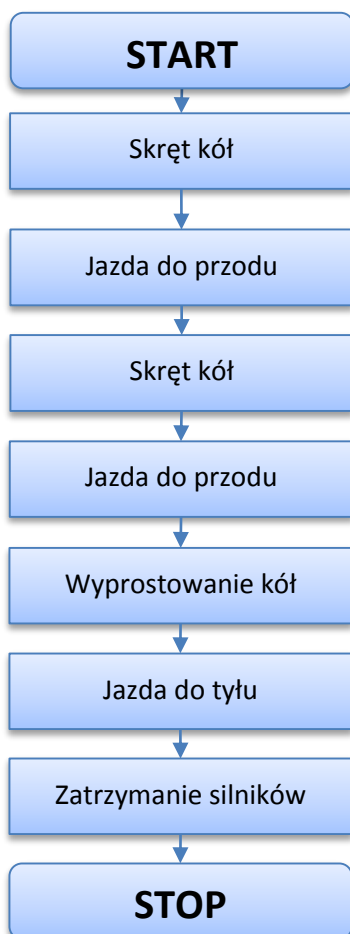 START
Skręt kół
Jazda do przodu
Skręt kół
Jazda do przodu
Wyprostowanie kół
Jazda do tyłu
Zatrzymanie silników
STOP